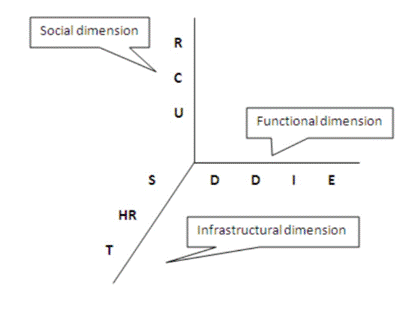 Social dimension
R
C
U
Functional dimension
S D D I E
HR
Infrastructural dimension
T